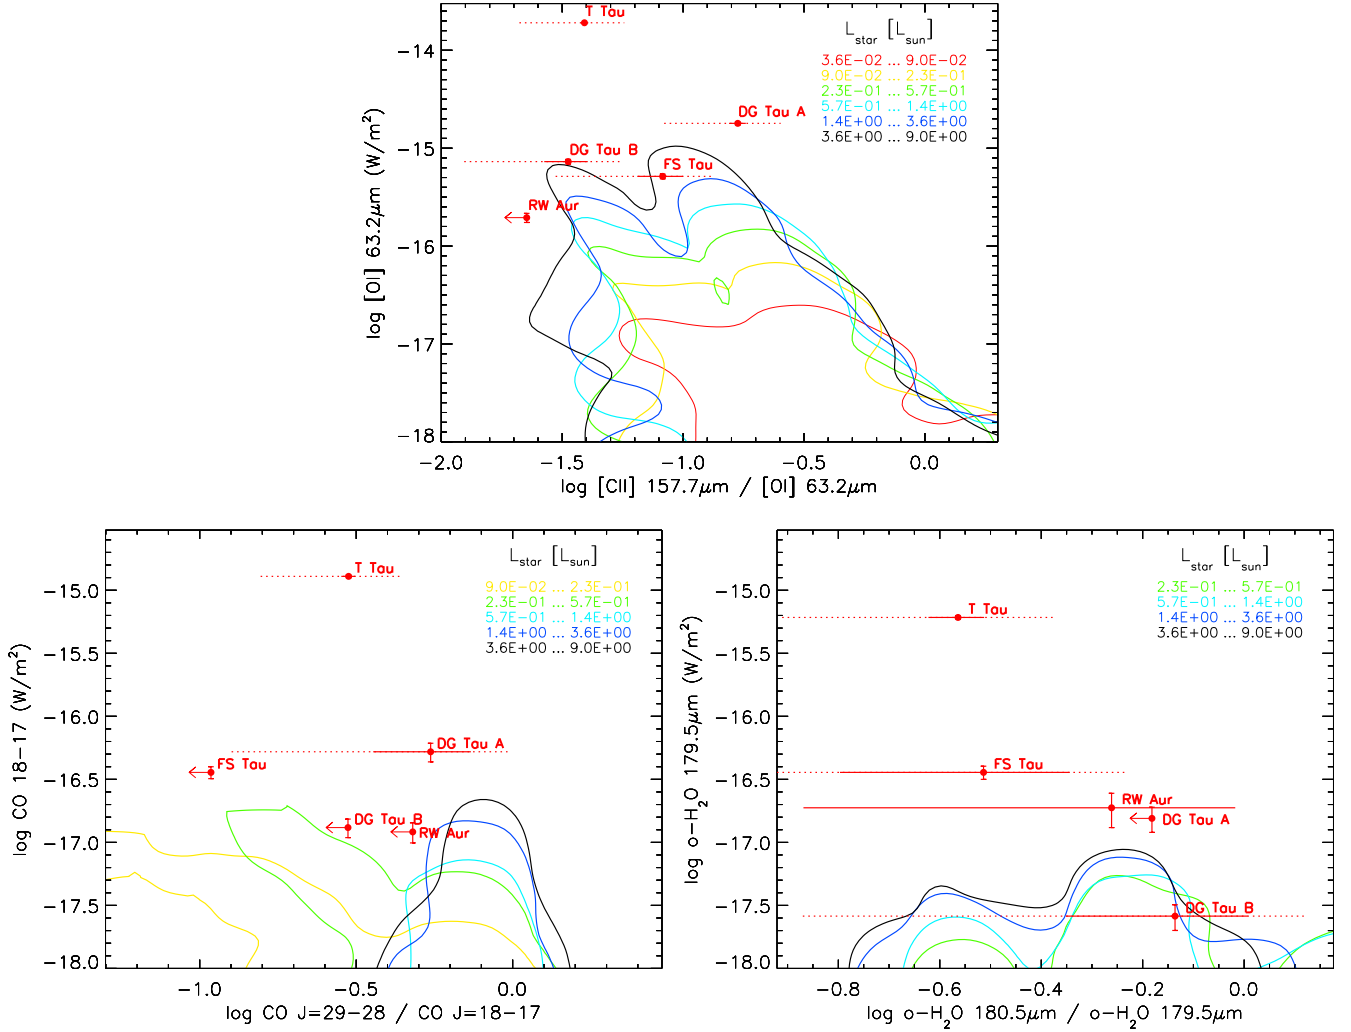 T Tau
L_star [L_sun]
3.6E-02 ... 9.0E-02
9.0E-02 ... 2.3E-01
2.3E-01 ... 5.7E-01
5.7E-01 ... 1.4E+00
1.4E+00 ... 3.6E+00
3.6E+00 ... 9.0E+00
DG Tau A
DG Tau B
FS Tau
RW Aur
−14
−15
−16
−17
−18
log [OI] 63.2μm (W/m²)
−2.0 −1.5 −1.0 −0.5 0.0
log [CII] 157.7μm / [OI] 63.2μm
L_star [L_sun]
9.0E−02 ... 2.3E−01
2.3E−01 ... 5.7E−01
5.7E−01 ... 1.4E+00
1.4E+00 ... 3.6E+00
3.6E+00 ... 9.0E+00
T Tau
DG Tau A
FS Tau
DG Tau B
RW Aur
−15.0
−15.5
−16.0
−16.5
−17.0
−17.5
−18.0
log CO 18−17 (W/m²)
−1.0 −0.5 0.0
log CO J=29−28 / CO J=18−17
L_star [L_sun]
2.3E−01 ... 5.7E−01
5.7E−01 ... 1.4E+00
1.4E+00 ... 3.6E+00
3.6E+00 ... 9.0E+00
T Tau
FS Tau
RW Aur
DG Tau A
DG Tau B
−15.0
−15.5
−16.0
−16.5
−17.0
−17.5
−18.0
log o−H₂O 179.5μm (W/m²)
−0.8 −0.6 −0.4 −0.2 0.0
log o−H₂O 180.5μm / o−H₂O 179.5μm